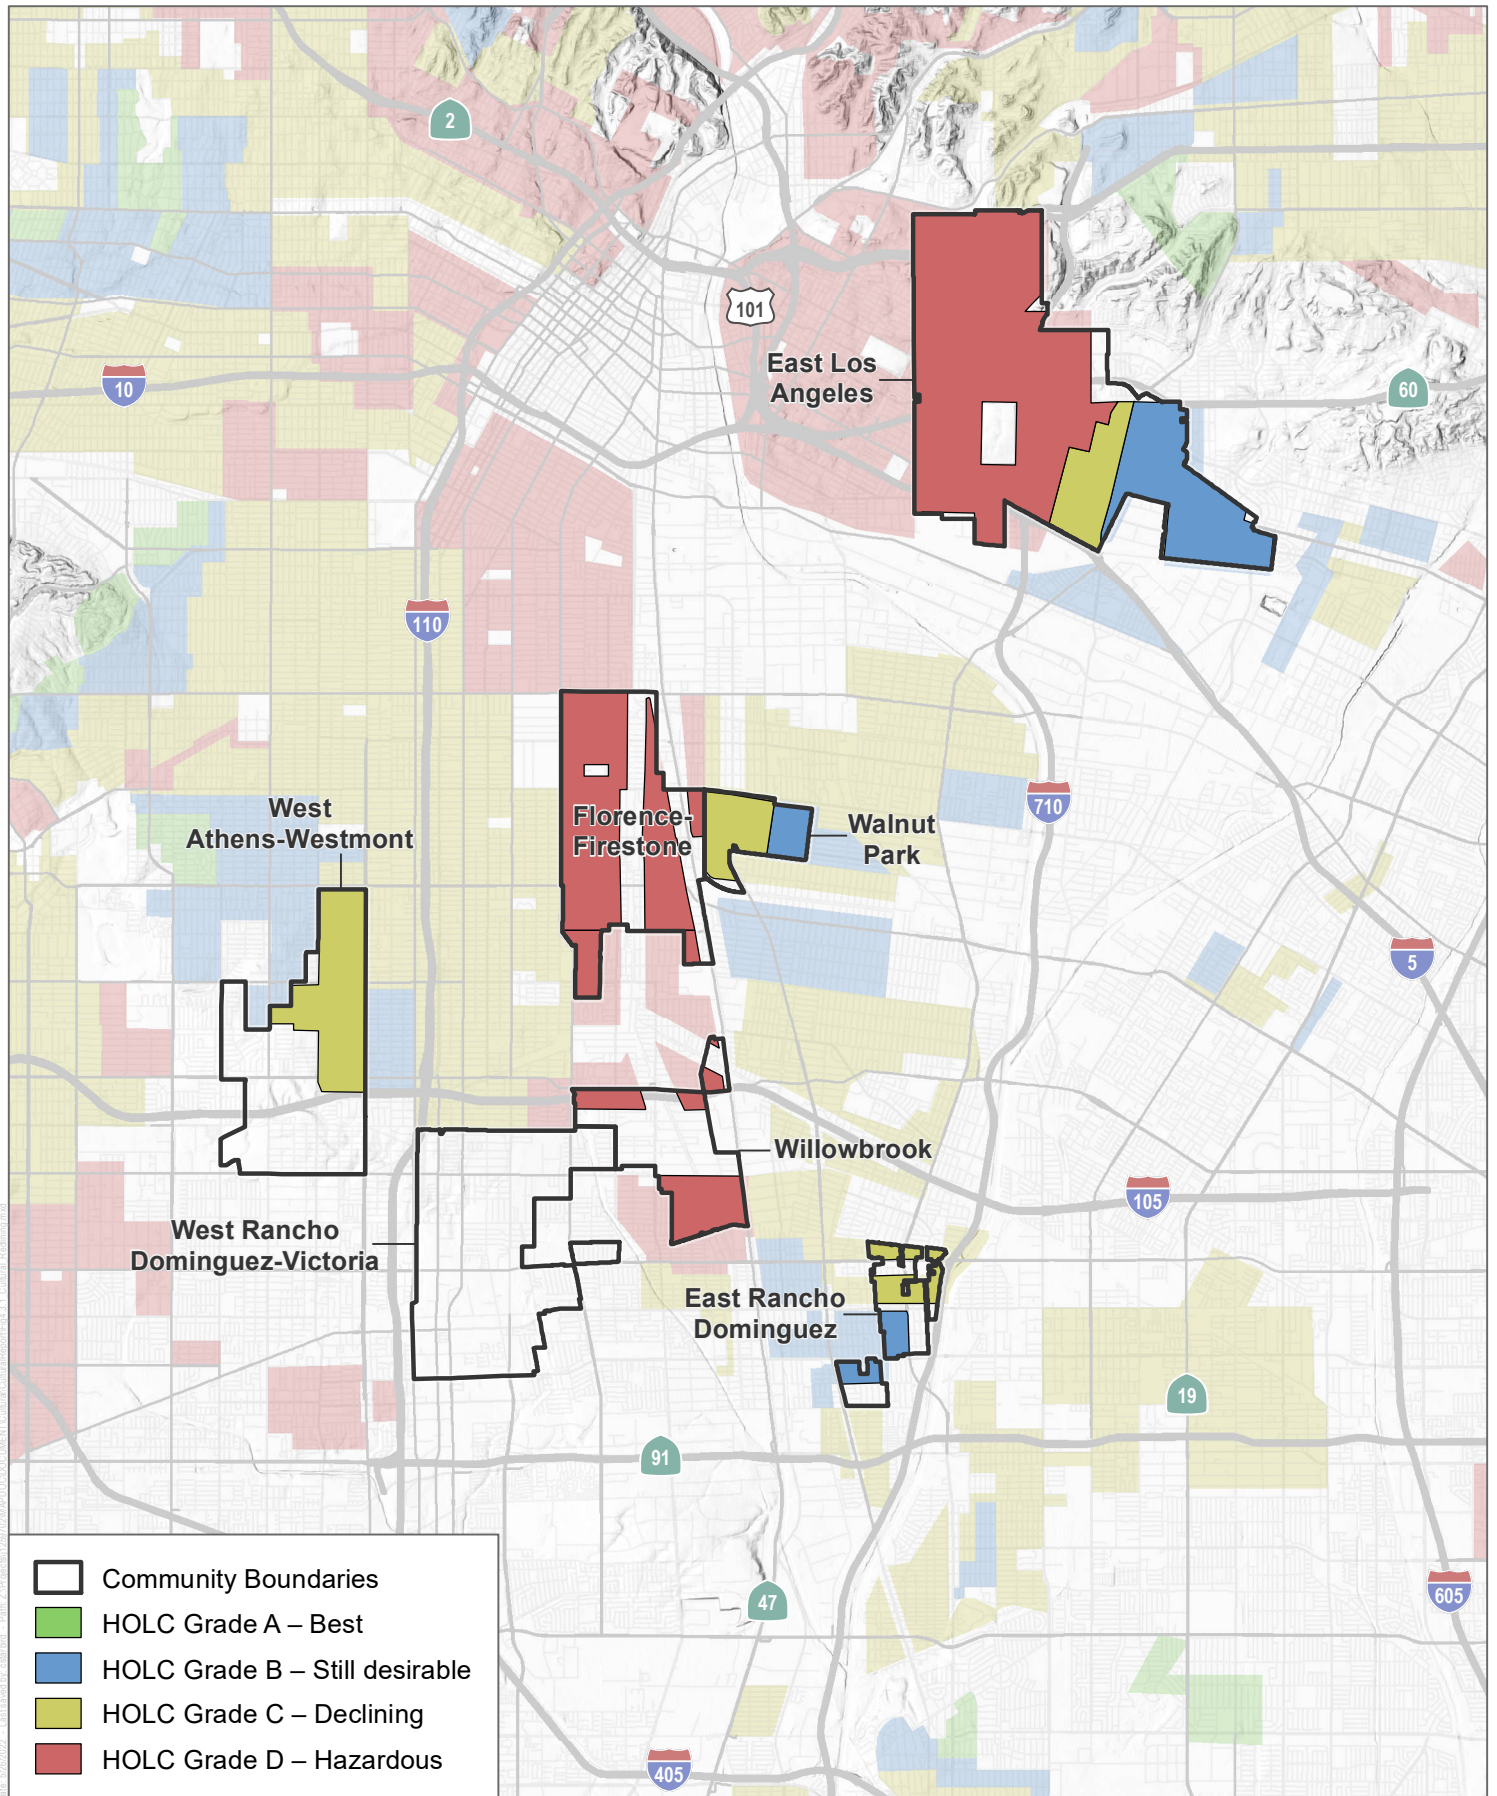 2
101
East Los
Angeles
10
60
110
710
West
Athens-Westmont
Florence-
Firestone
Walnut
Park
5
Willowbrook
105
West Rancho
Dominguez-Victoria
East Rancho
Dominguez
19
91
47
605
405
Community Boundaries
HOLC Grade A – Best
HOLC Grade B – Still desirable
HOLC Grade C – Declining
HOLC Grade D – Hazardous